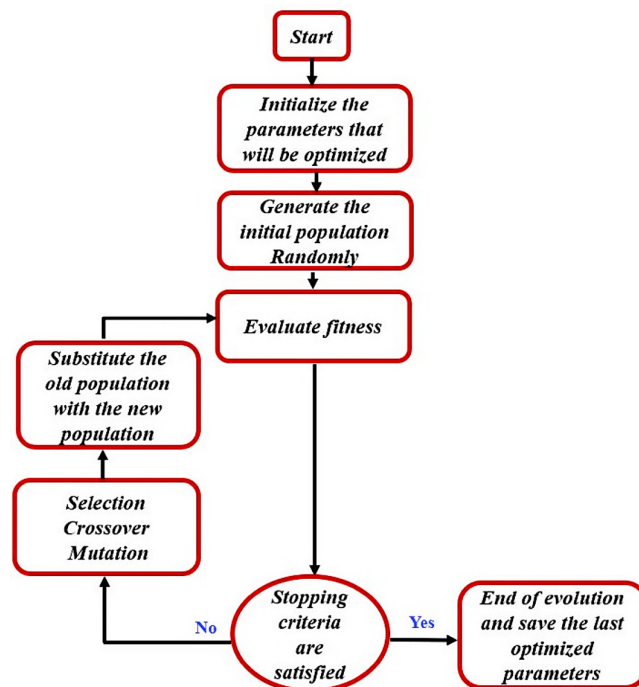 Start
Initialize the
parameters that
will be optimized
Generate the
initial population
Randomly
Evaluate fitness
Substitute the
old population
with the new
population
Selection
Crossover
Mutation
No
Stopping
criteria
are
satisfied
Yes
End of evolution
and save the last
optimized
parameters